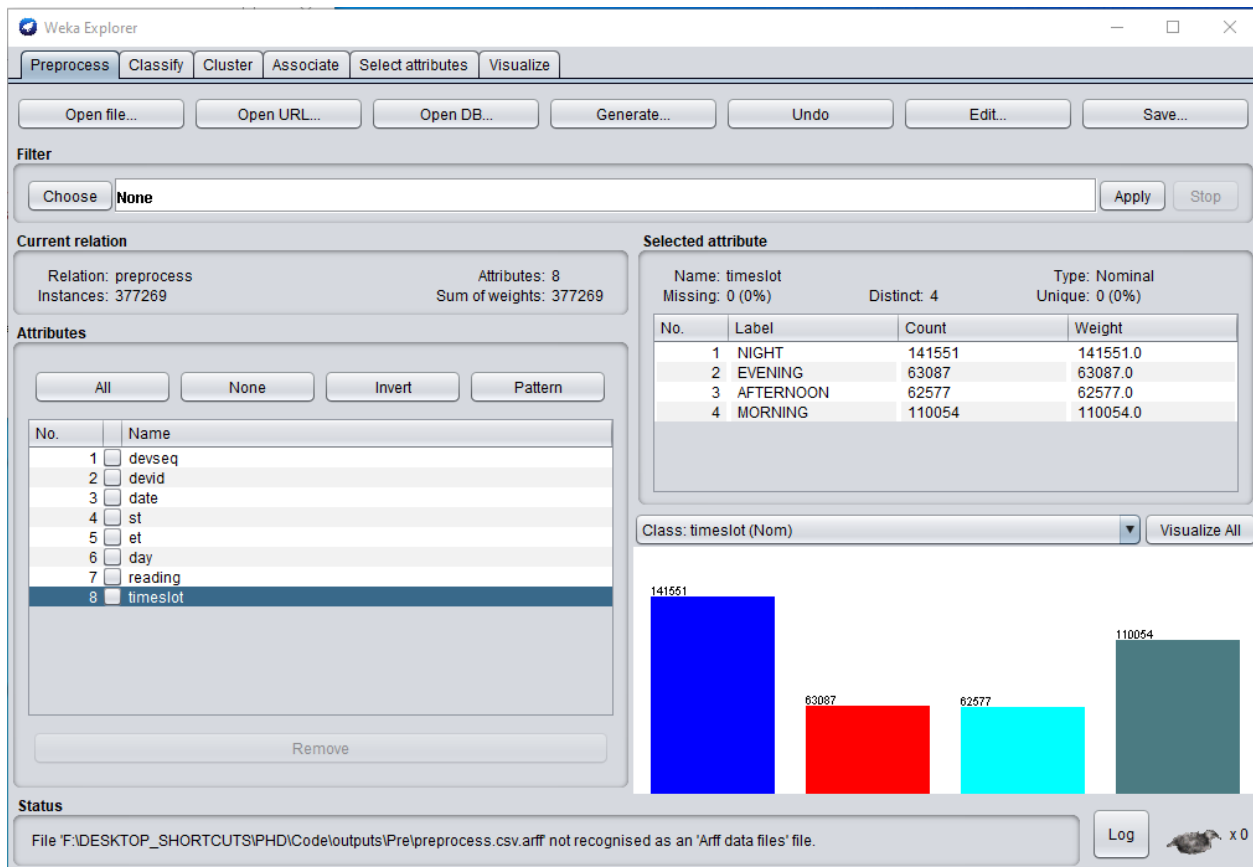 Weka Explorer
Preprocess Classify Cluster Associate Select attributes Visualize
Open file... Open URL... Open DB... Generate... Undo Edit... Save...
Filter
Choose None Apply Stop
Current relation
Relation: preprocess Attributes: 8
Instances: 377269 Sum of weights: 377269
Attributes
All None Invert Pattern
No. Name
1 devseq
2 devid
3 date
4 st
5 et
6 day
7 reading
8 timeslot
Remove
Selected attribute
Name: timeslot Type: Nominal
Missing: 0 (0%) Distinct: 4 Unique: 0 (0%)
No. Label Count Weight
1 NIGHT 141551 141551.0
2 EVENING 63087 63087.0
3 AFTERNOON 62577 62577.0
4 MORNING 110054 110054.0
Class: timeslot (Nom) Visualize All
141551
63087
62577
110054
Status
File 'F:\DESKTOP_SHORTCUTS\PHD\Code\outputs\Pre\preprocess.csv.arff' not recognised as an 'Arff data files' file.
Log x 0